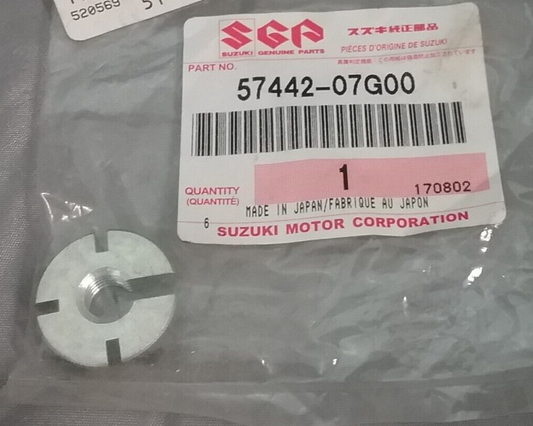 520569
SGP
SUZUKI GENUINE PARTS
スズキ純正部品
PIÈCES D'ORIGINE DE SUZUKI
PART NO.
57442-07G00
QUANTITY
(QUANTITÉ)
1
170802
MADE IN JAPAN/FABRIQUE AU JAPON
6
SUZUKI MOTOR CORPORATION